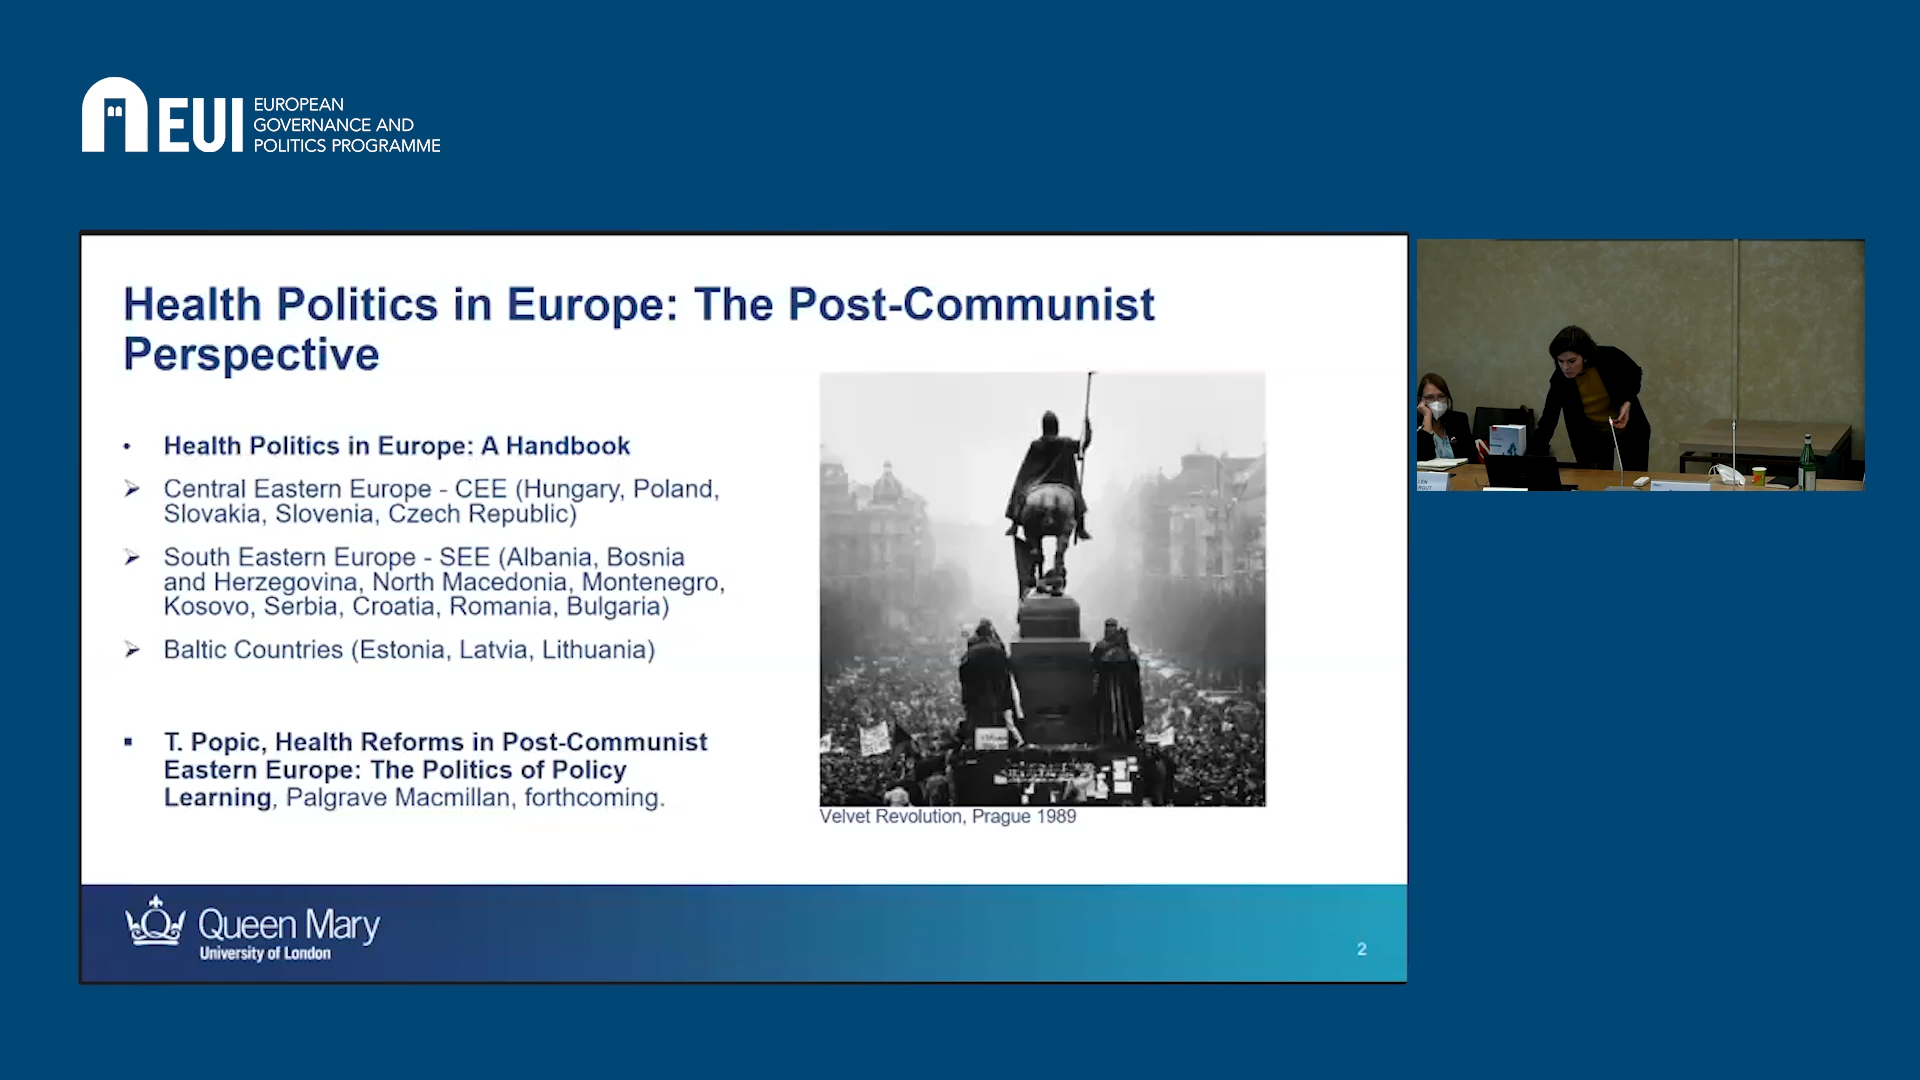 EUI
EUROPEAN
GOVERNANCE AND
POLITICS PROGRAMME
Health Politics in Europe: The Post-Communist
Perspective
• Health Politics in Europe: A Handbook
➢ Central Eastern Europe - CEE (Hungary, Poland,
Slovakia, Slovenia, Czech Republic)
➢ South Eastern Europe - SEE (Albania, Bosnia
and Herzegovina, North Macedonia, Montenegro,
Kosovo, Serbia, Croatia, Romania, Bulgaria)
➢ Baltic Countries (Estonia, Latvia, Lithuania)
▪ T. Popic, Health Reforms in Post-Communist
Eastern Europe: The Politics of Policy
Learning, Palgrave Macmillan, forthcoming.
Velvet Revolution, Prague 1989
Queen Mary
University of London
2